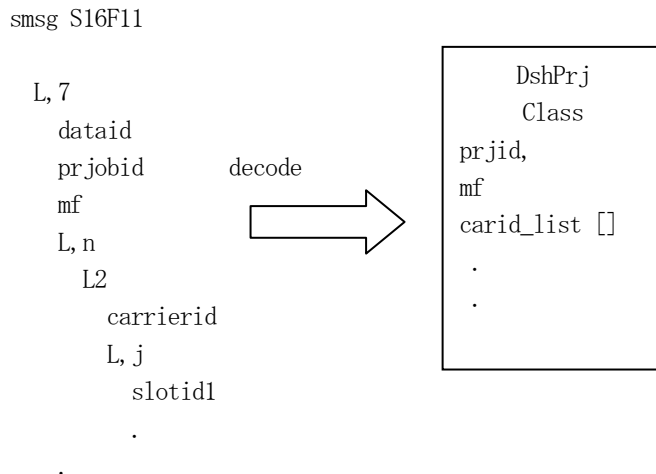 smsg S16F11
L,7
dataid
prjobid
mf
L,n
L2
carrierid
L,j
slotid1
.
.
decode
DshPrj
Class
prjid,
mf
carid_list []
.
.